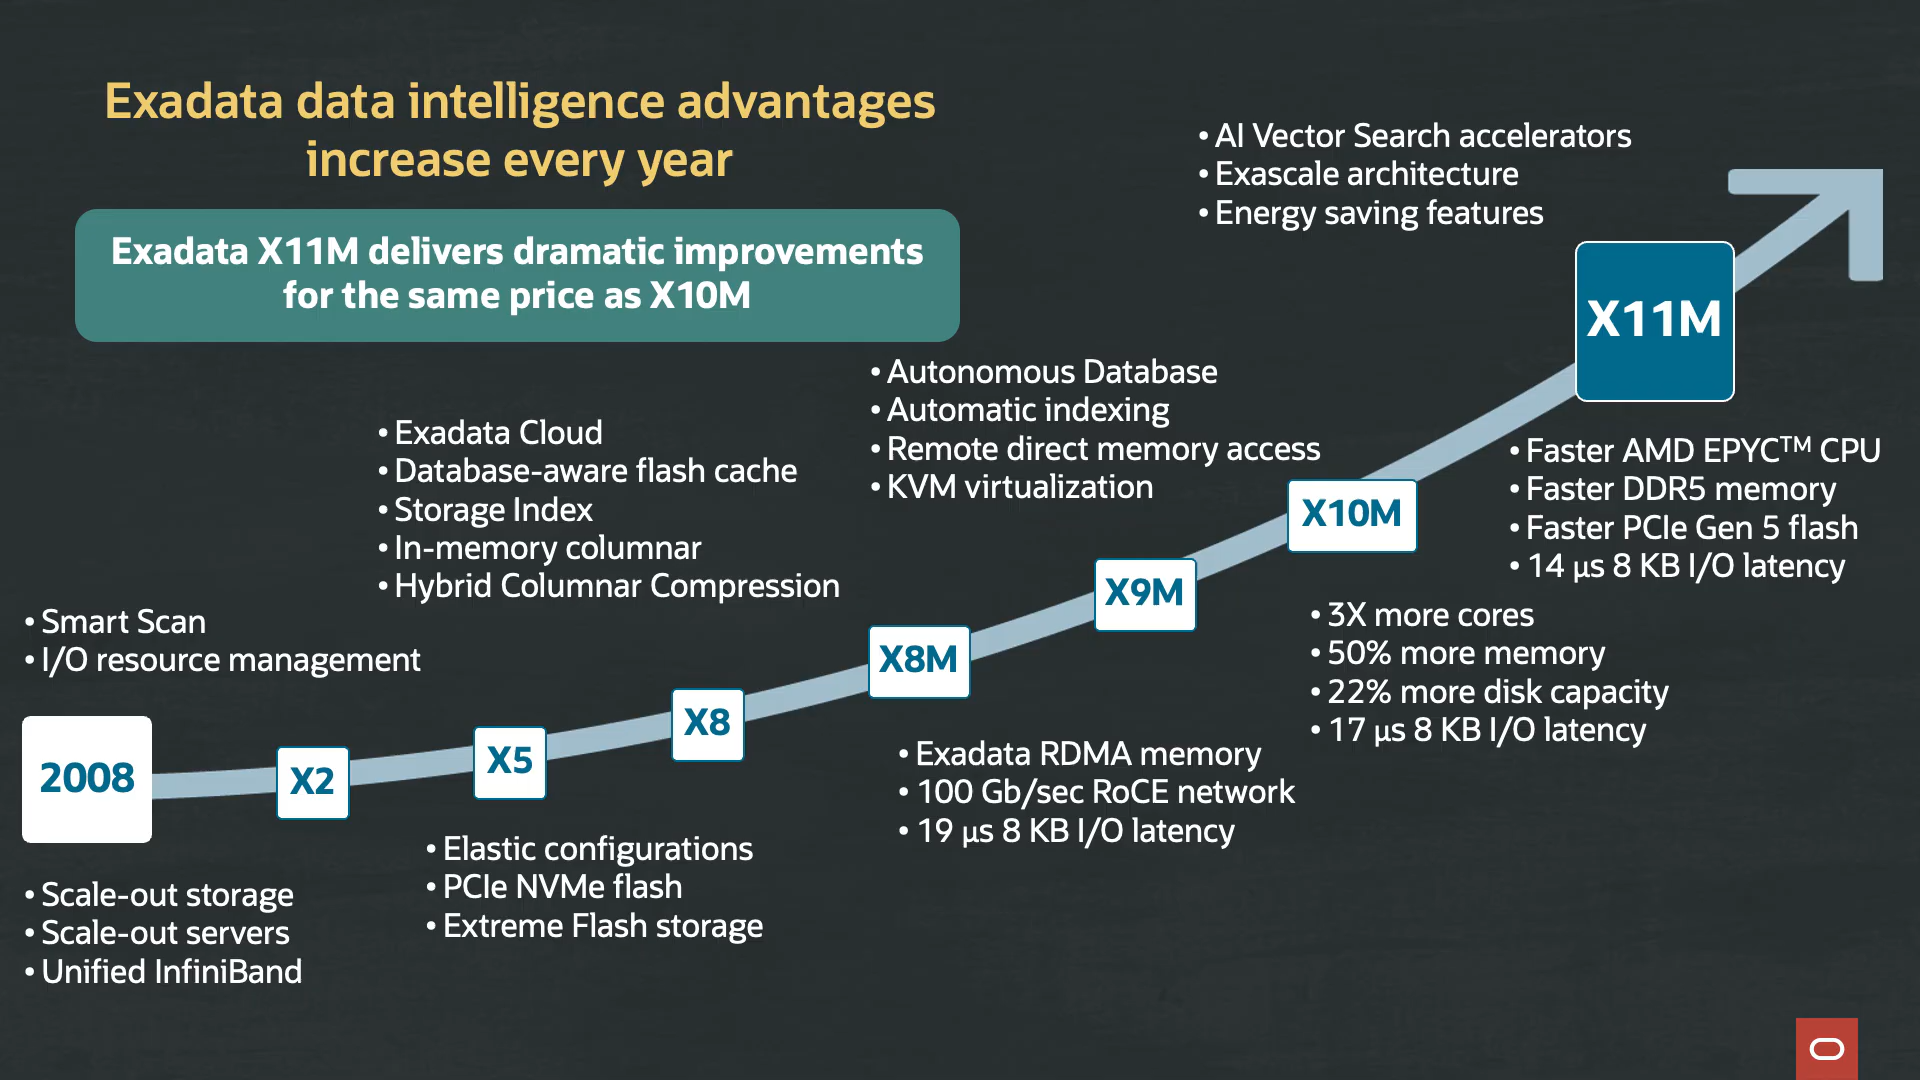 Exadata data intelligence advantages
increase every year
Exadata X11M delivers dramatic improvements
for the same price as X10M
• AI Vector Search accelerators
• Exascale architecture
• Energy saving features
X11M
• Autonomous Database
• Automatic indexing
• Remote direct memory access
• KVM virtualization
• Exadata Cloud
• Database-aware flash cache
• Storage Index
• In-memory columnar
• Hybrid Columnar Compression
• Smart Scan
• I/O resource management
2008
X2
X5
X8
X8M
X9M
X10M
• Faster AMD EPYC™ CPU
• Faster DDR5 memory
• Faster PCIe Gen 5 flash
• 14 µs 8 KB I/O latency
• 3X more cores
• 50% more memory
• 22% more disk capacity
• 17 µs 8 KB I/O latency
• Exadata RDMA memory
• 100 Gb/sec RoCE network
• 19 µs 8 KB I/O latency
• Elastic configurations
• PCIe NVMe flash
• Extreme Flash storage
• Scale-out storage
• Scale-out servers
• Unified InfiniBand